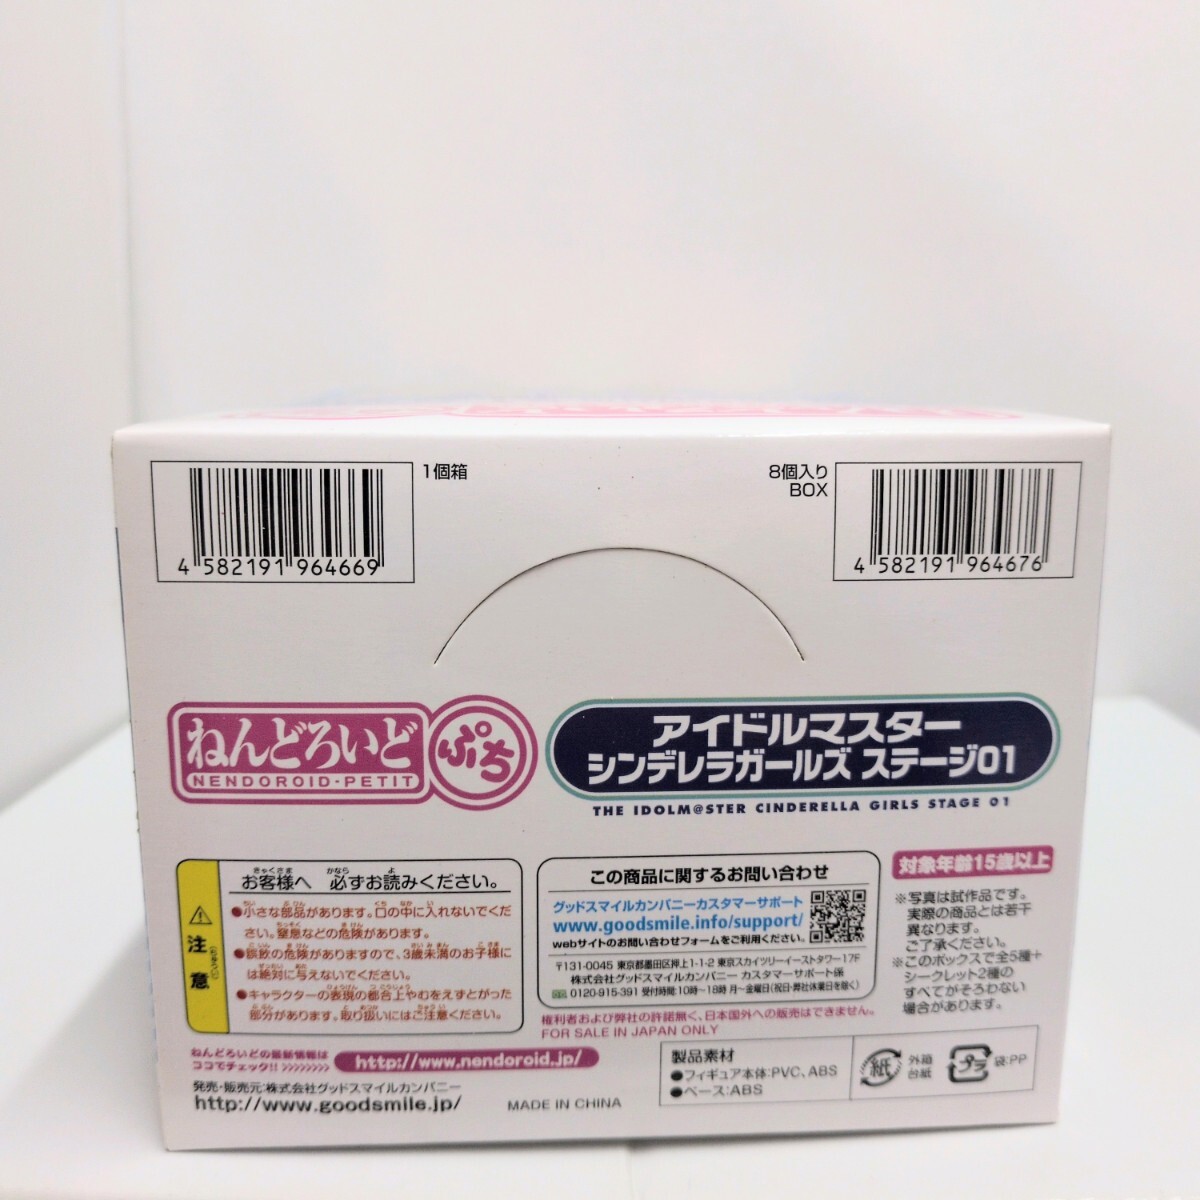 1個箱
4 582191 964669
8個入り
BOX
4 582191 964676
ねんどろいど ぷち
NENDOROID・PETIT
アイドルマスター
シンデレラガールズ ステージ01
THE IDOLM@STER CINDERELLA GIRLS STAGE 01
注意
お客様へ 必ずお読みください。
●小さな部品があります。口の中に入れないでくだ
さい。窒息などの危険があります。
●誤飲の危険がありますので、3歳未満のお子様に
は絶対に与えないでください。
●キャラクターの表現の都合上やむをえずとがった
部分があります。取り扱いにはご注意ください。
この商品に関するお問い合わせ
グッドスマイルカンパニーカスタマーサポート
www.goodsmile.info/support/
webサイトのお問い合わせフォームをご利用ください。
〒131-0045 東京都墨田区押上1-1-2 東京スカイツリーイーストタワー17F
株式会社グッドスマイルカンパニー カスタマーサポート係
0120-915-391 受付時間:10時〜18時 月〜金曜日(祝日・弊社休業日を除く)
権利者および弊社の許諾無く、日本国外への販売はできません。
FOR SALE IN JAPAN ONLY
対象年齢15歳以上
※写真は試作品です。
実際の商品とは若干
異なります。
ご了承ください。
※このボックスで全5種+
シークレット2種の
すべてがそろわない
場合があります。
ねんどろいどの最新情報は
ココでチェック!! >>>>>>>>
http://www.nendoroid.jp/
発売・販売元:株式会社グッドスマイルカンパニー
http://www.goodsmile.jp/
MADE IN CHINA
製品素材
●フィギュア本体:PVC、ABS
●ベース:ABS
紙
外箱
台紙
プラ
袋:PP